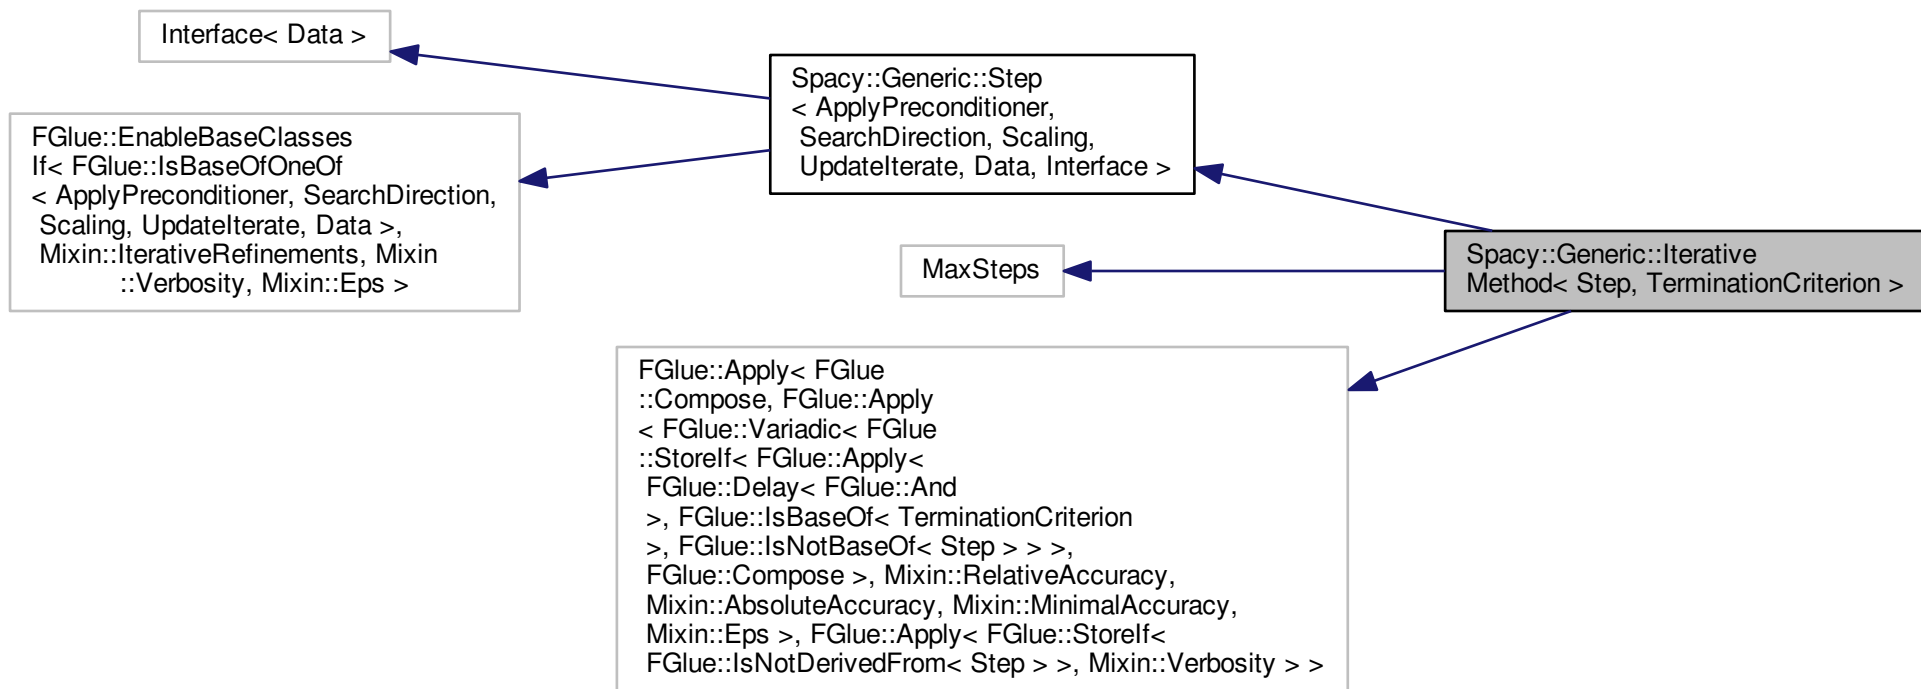 Interface< Data >
FGlue::EnableBaseClasses
If< FGlue::IsBaseOfOneOf
< ApplyPreconditioner, SearchDirection,
Scaling, UpdateIterate, Data >,
Mixin::IterativeRefinements, Mixin
::Verbosity, Mixin::Eps >
Spacy::Generic::Step
< ApplyPreconditioner,
SearchDirection, Scaling,
UpdateIterate, Data, Interface >
MaxSteps
FGlue::Apply< FGlue
::Compose, FGlue::Apply
< FGlue::Variadic< FGlue
::StoreIf< FGlue::Apply<
FGlue::Delay< FGlue::And
>, FGlue::IsBaseOf< TerminationCriterion
>, FGlue::IsNotBaseOf< Step > > >,
FGlue::Compose >, Mixin::RelativeAccuracy,
Mixin::AbsoluteAccuracy, Mixin::MinimalAccuracy,
Mixin::Eps >, FGlue::Apply< FGlue::StoreIf<
FGlue::IsNotDerivedFrom< Step > >, Mixin::Verbosity > >
Spacy::Generic::Iterative
Method< Step, TerminationCriterion >